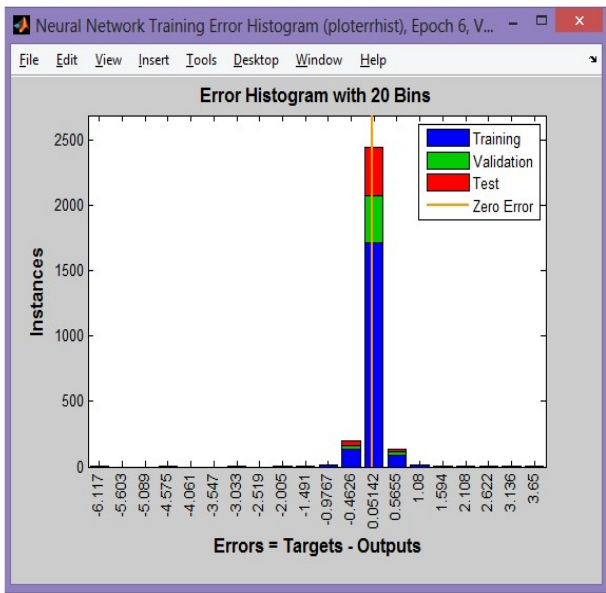 Neural Network Training Error Histogram (ploterrhist), Epoch 6, V...
File Edit View Insert Tools Desktop Window Help
Error Histogram with 20 Bins
Training
Validation
Test
Zero Error
2500
2000
1500
1000
500
0
Instances
-6.117
-5.603
-5.089
-4.575
-4.061
-3.547
-3.033
-2.519
-2.005
-1.491
-0.9767
-0.4626
0.05142
0.5655
1.08
1.594
2.108
2.622
3.136
3.65
Errors = Targets - Outputs